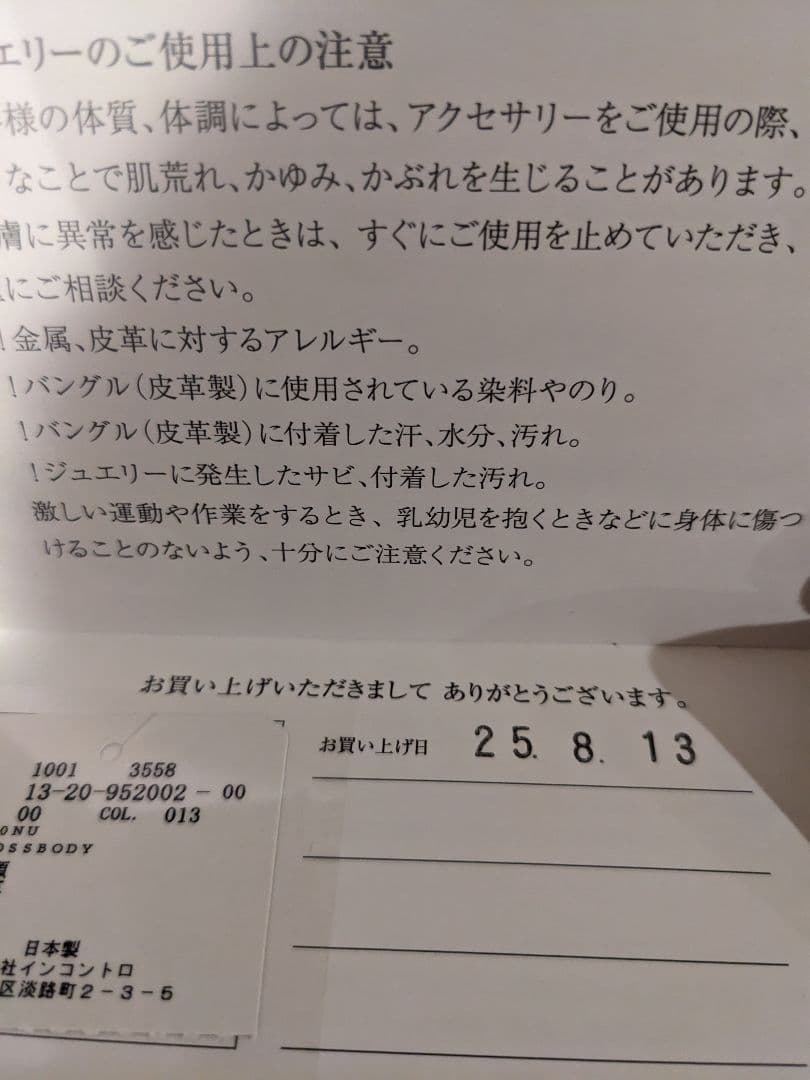 エリーのご使用上の注意
様の体質、体調によっては、アクセサリーをご使用の際、
なことで肌荒れ、かゆみ、かぶれを生じることがあります。
膚に異常を感じたときは、すぐにご使用を止めていただき、
にご相談ください。
!金属、皮革に対するアレルギー。
!バングル(皮革製)に使用されている染料やのり。
!バングル(皮革製)に付着した汗、水分、汚れ。
!ジュエリーに発生したサビ、付着した汚れ。
激しい運動や作業をするとき、乳幼児を抱くときなどに身体に傷つ
けることのないよう、十分にご注意ください。
お買い上げいただきまして ありがとうございます。
お買い上げ日 25. 8. 13
1001 3558
13-20-952002-00
00 COL. 013
ONU
OSSBODY
日本製
社インコントロ
区淡路町2-3-5